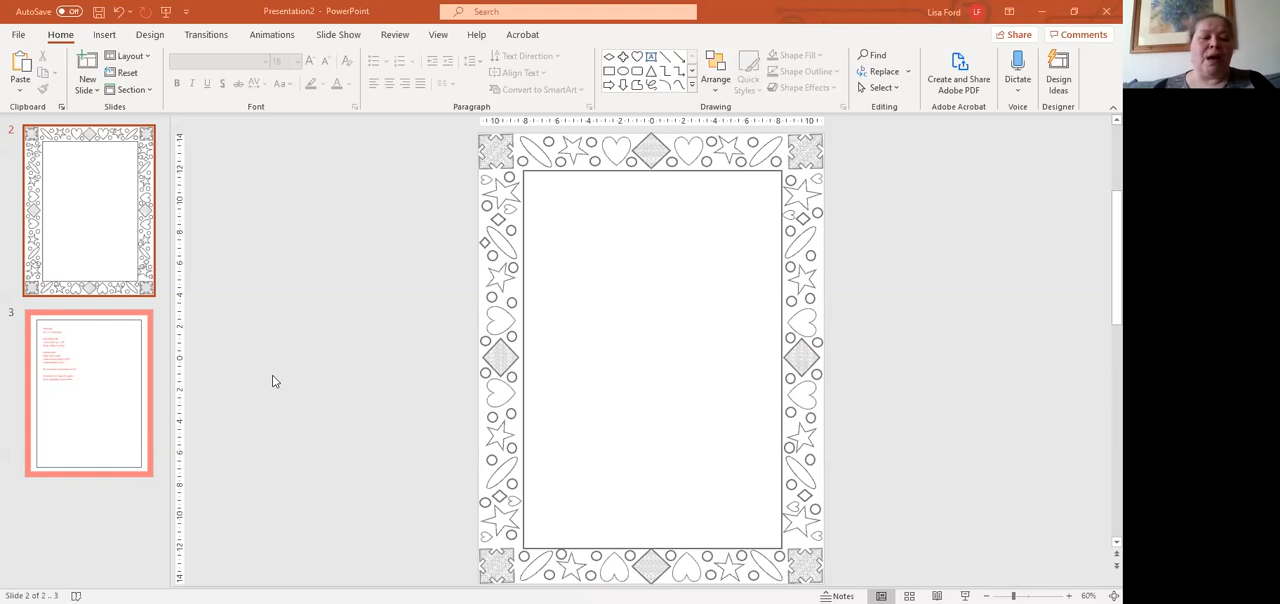 AutoSave Off Presentation2 - PowerPoint Search Lisa Ford LF
File Home Insert Design Transitions Animations Slide Show Review View Help Acrobat Share Comments
Paste New Slide Layout Reset Section 18 Text Direction Align Text Convert to SmartArt Arrange Quick Styles Shape Fill Shape Outline Shape Effects Find Replace Select Create and Share Adobe PDF Dictate Design Ideas
Clipboard Slides Font Paragraph Drawing Editing Adobe Acrobat Voice Designer
2
3
Slide 2 of 2 .. 3 Notes 60%